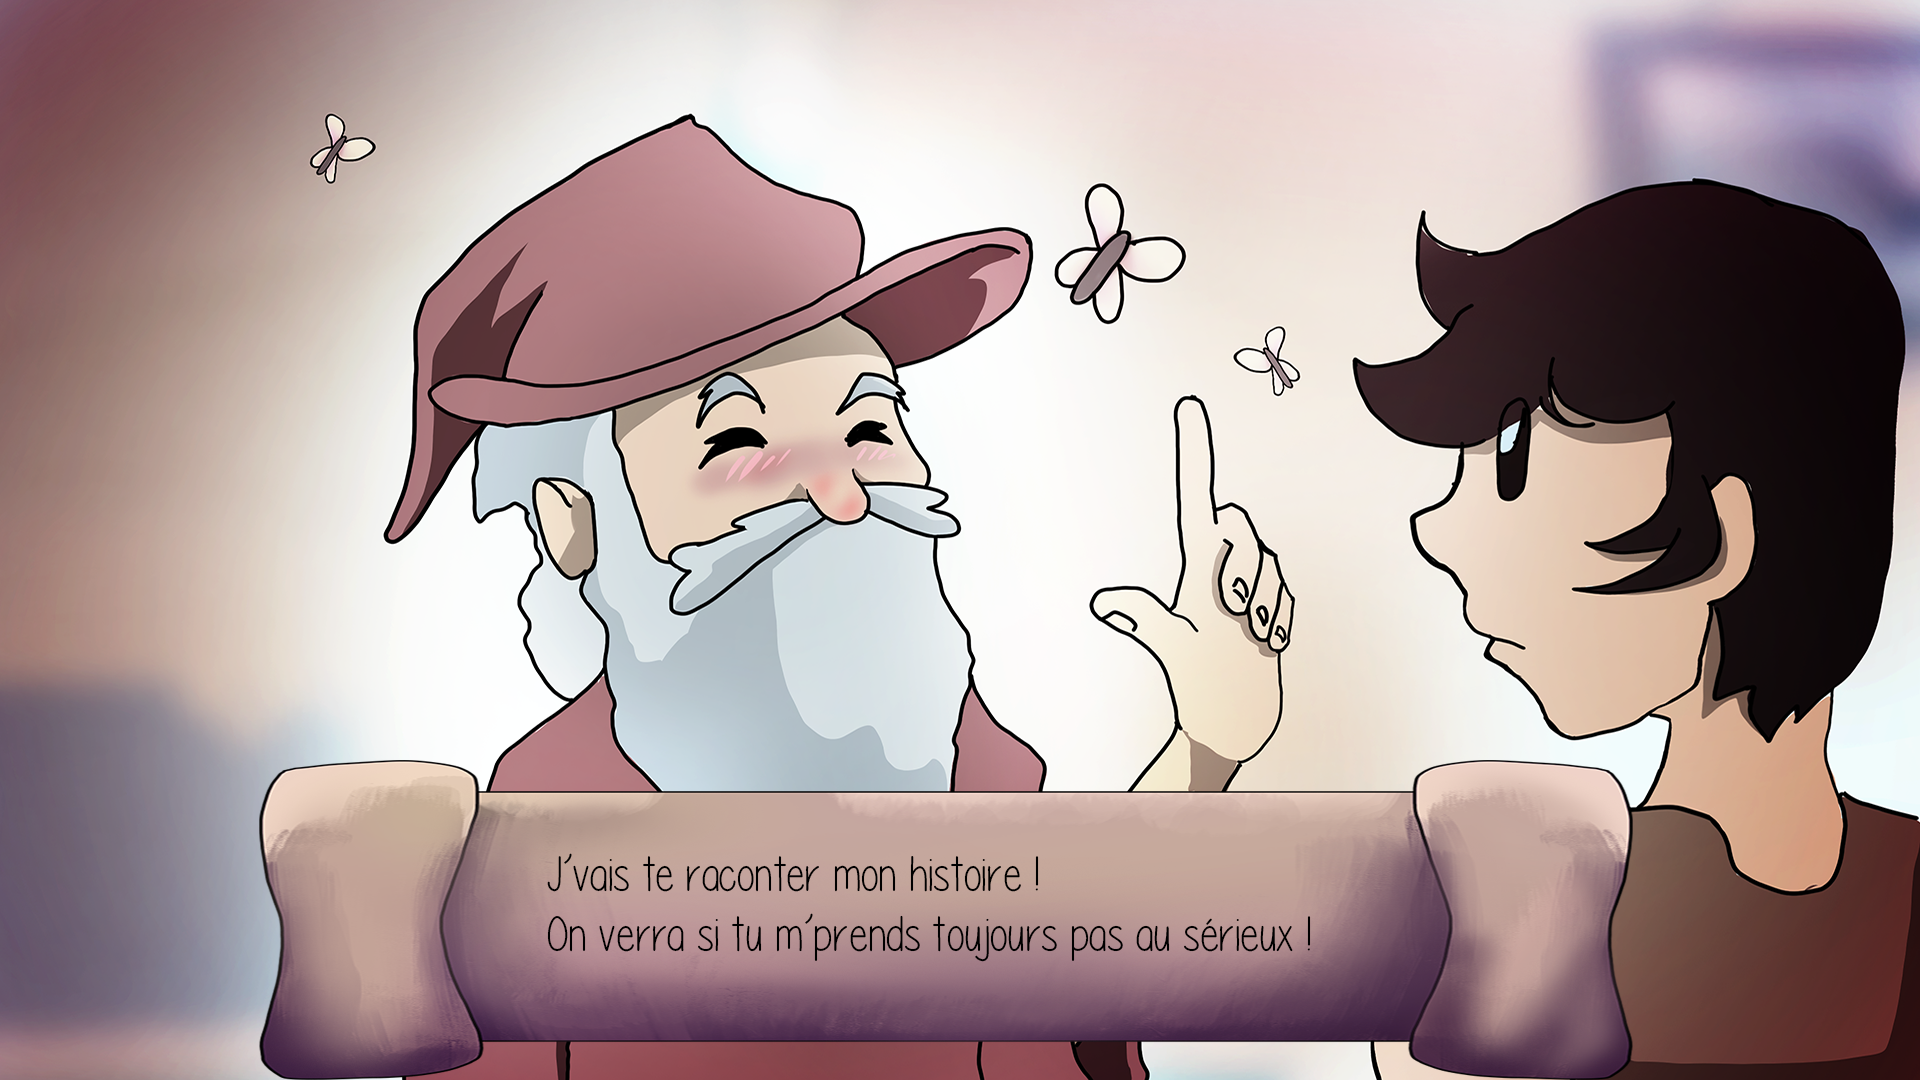 J'vais te raconter mon histoire !
On verra si tu m'prends toujours pas au sérieux !